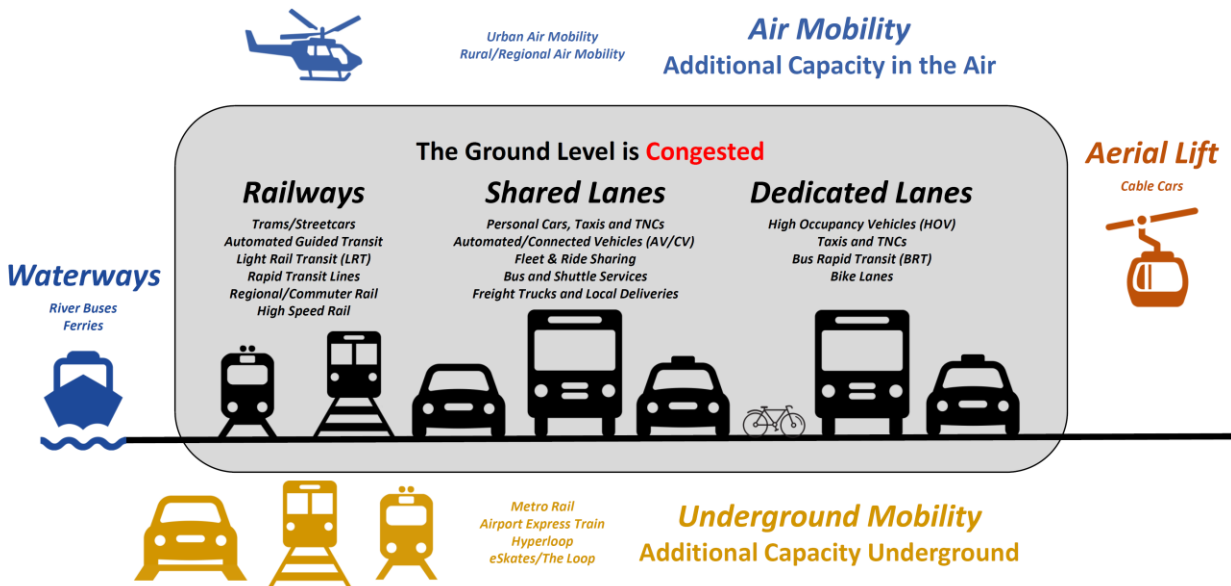 Urban Air Mobility
Rural/Regional Air Mobility
Air Mobility
Additional Capacity in the Air
The Ground Level is Congested
Railways
Trams/Streetcars
Automated Guided Transit
Light Rail Transit (LRT)
Rapid Transit Lines
Regional/Commuter Rail
High Speed Rail
Shared Lanes
Personal Cars, Taxis and TNCs
Automated/Connected Vehicles (AV/CV)
Fleet & Ride Sharing
Bus and Shuttle Services
Freight Trucks and Local Deliveries
Dedicated Lanes
High Occupancy Vehicles (HOV)
Taxis and TNCs
Bus Rapid Transit (BRT)
Bike Lanes
Aerial Lift
Cable Cars
Waterways
River Buses
Ferries
Metro Rail
Airport Express Train
Hyperloop
eSkates/The Loop
Underground Mobility
Additional Capacity Underground